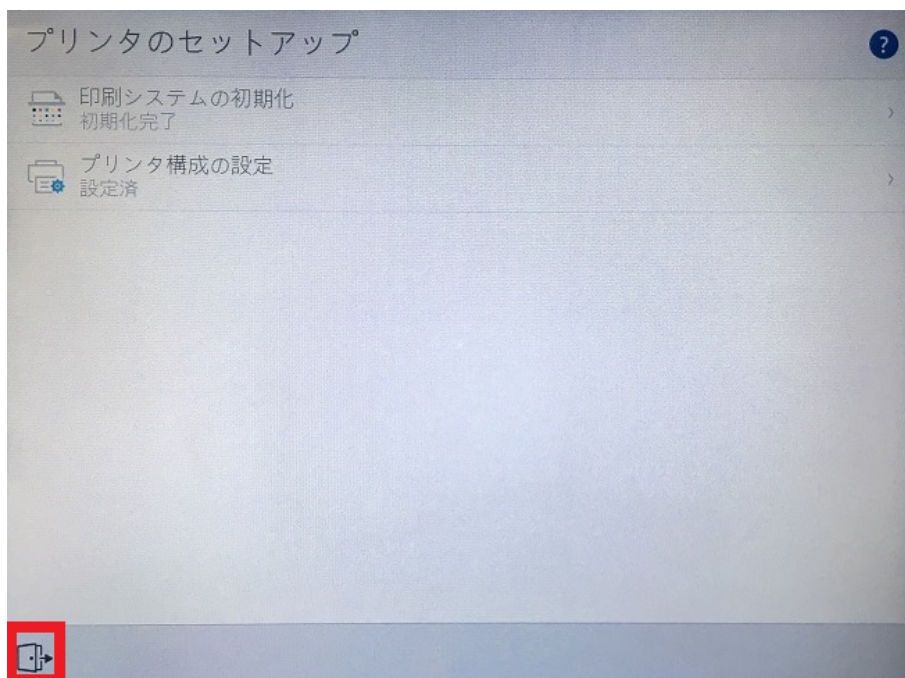 プリンタのセットアップ
?
印刷システムの初期化
初期化完了
プリンタ構成の設定
設定済